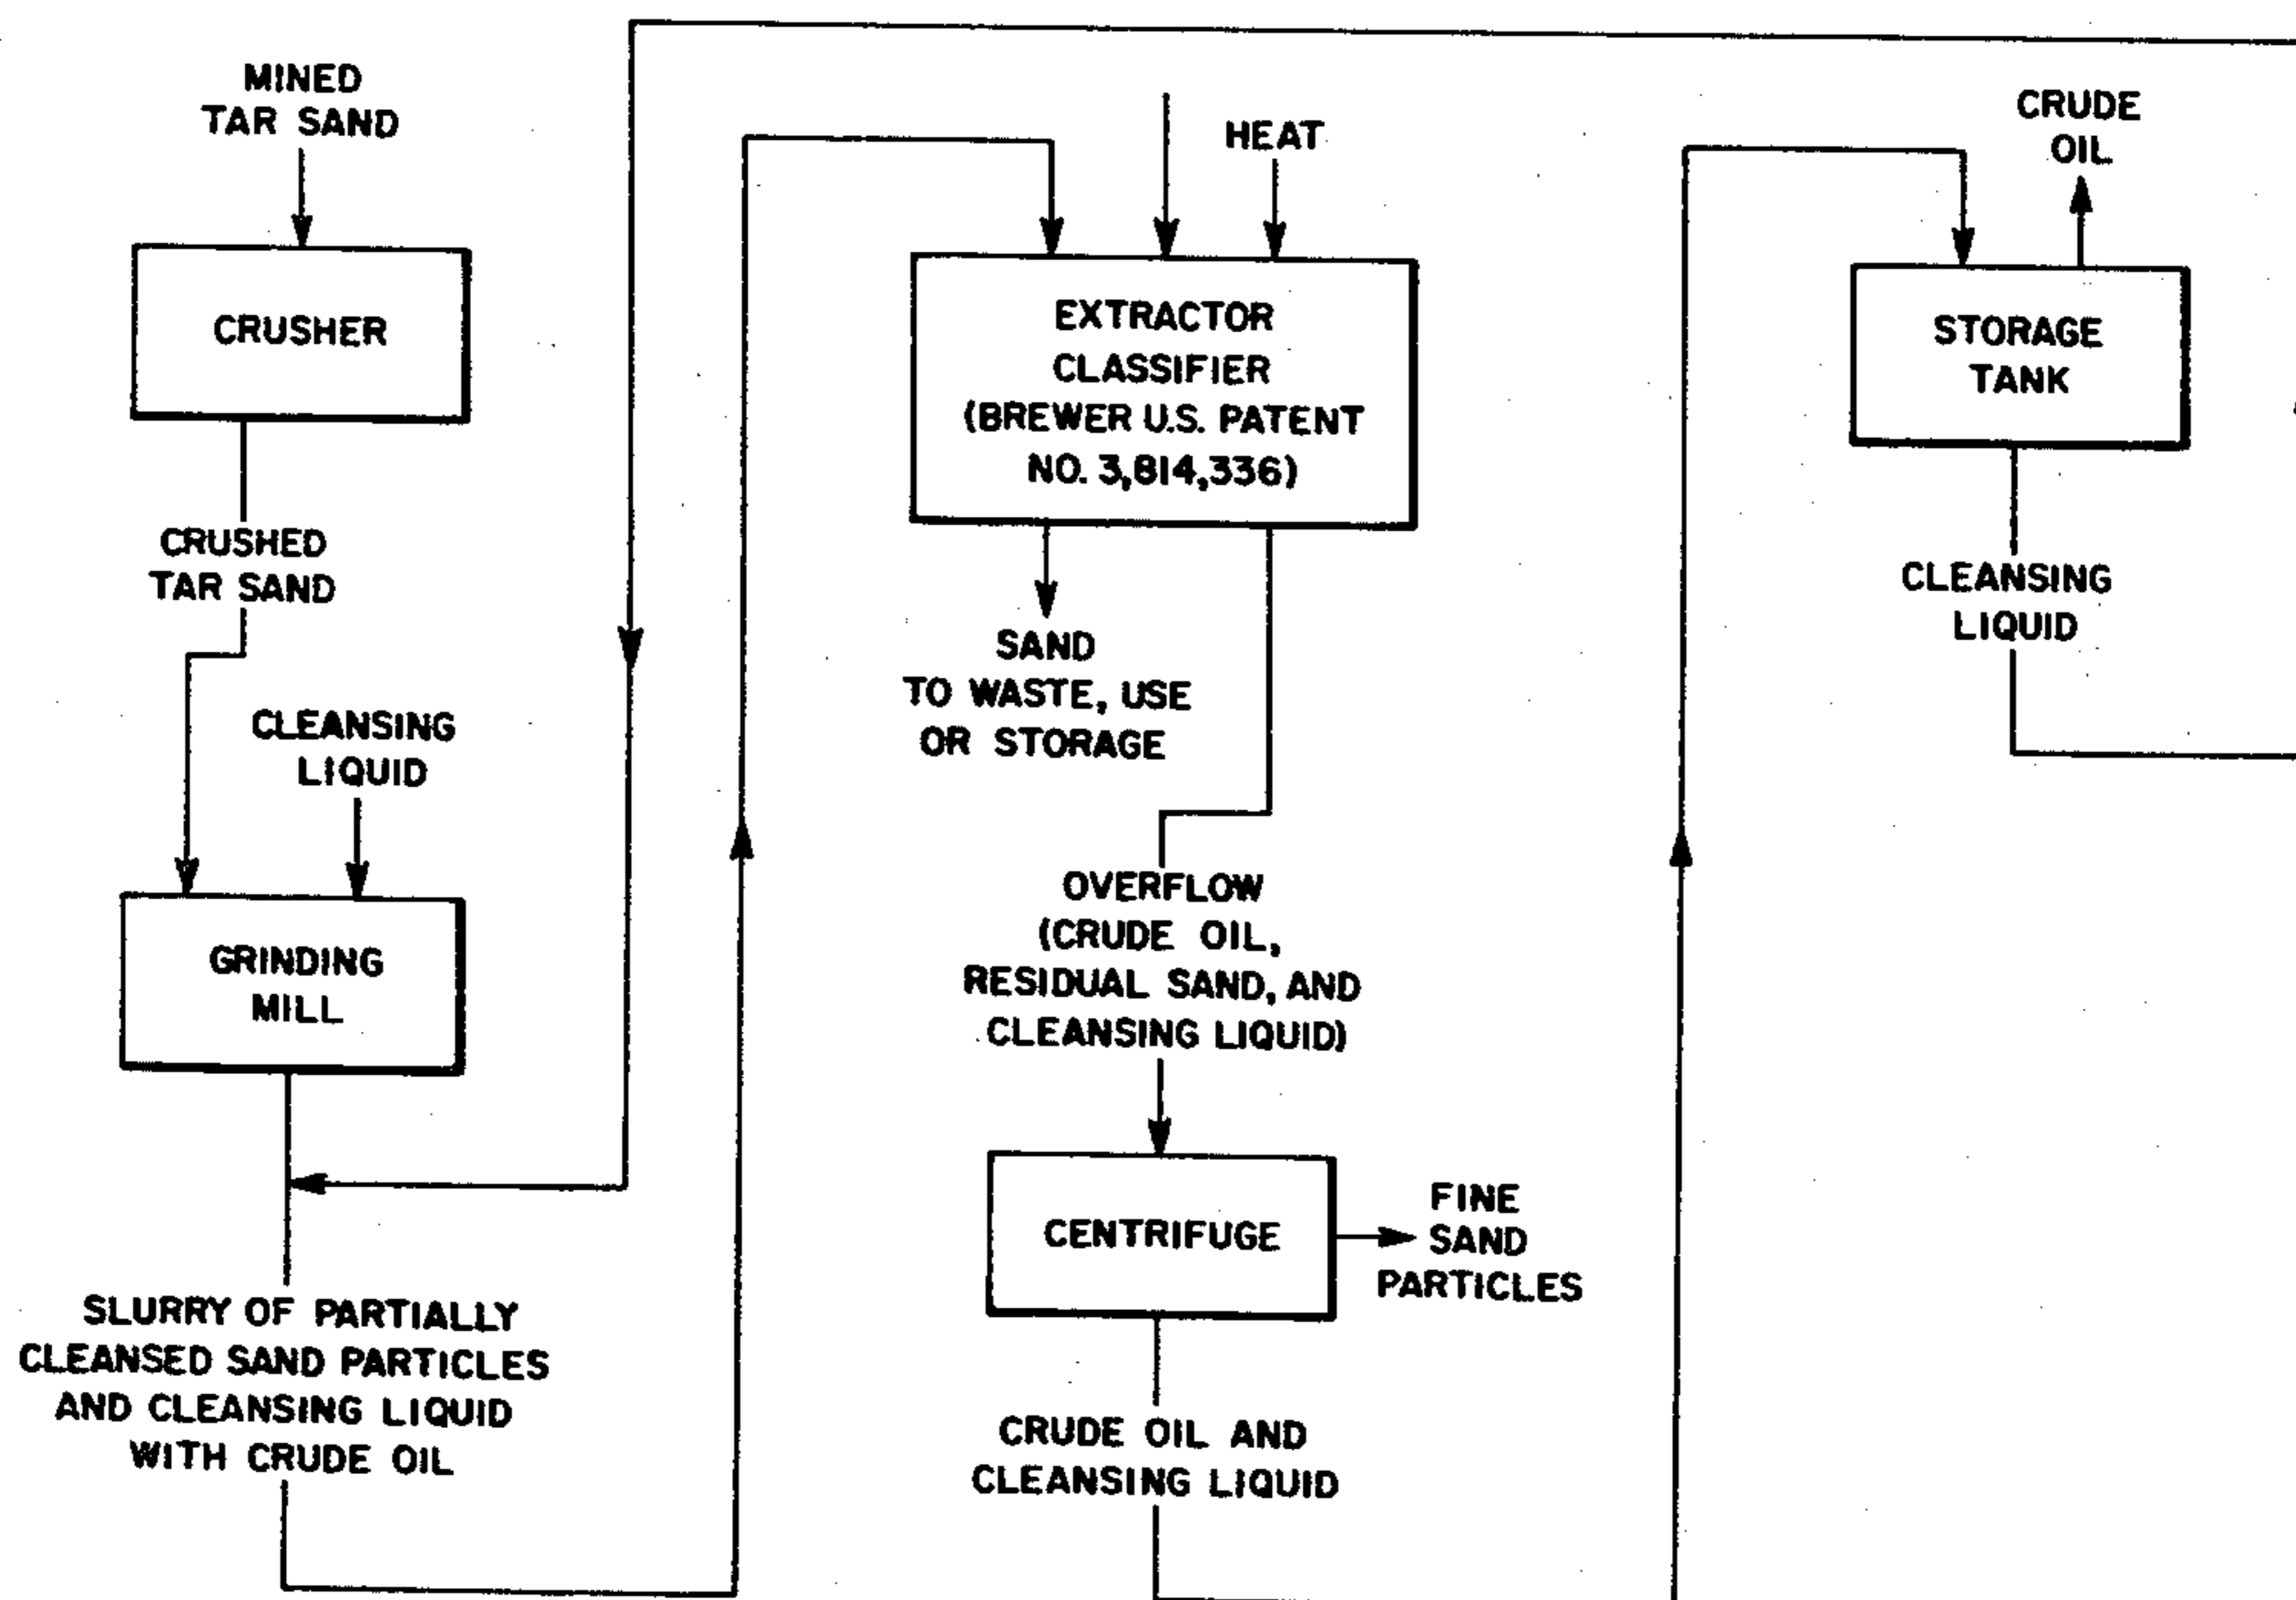 MINED
TAR SAND
CRUSHER
CRUSHED
TAR SAND
CLEANSING
LIQUID
GRINDING
MILL
SLURRY OF PARTIALLY
CLEANSED SAND PARTICLES
AND CLEANSING LIQUID
WITH CRUDE OIL
HEAT
EXTRACTOR
CLASSIFIER
(BREWER U.S. PATENT
NO. 3,814,336)
SAND
TO WASTE, USE
OR STORAGE
OVERFLOW
(CRUDE OIL,
RESIDUAL SAND, AND
CLEANSING LIQUID)
CENTRIFUGE
FINE
SAND
PARTICLES
CRUDE OIL AND
CLEANSING LIQUID
CRUDE
OIL
STORAGE
TANK
CLEANSING
LIQUID